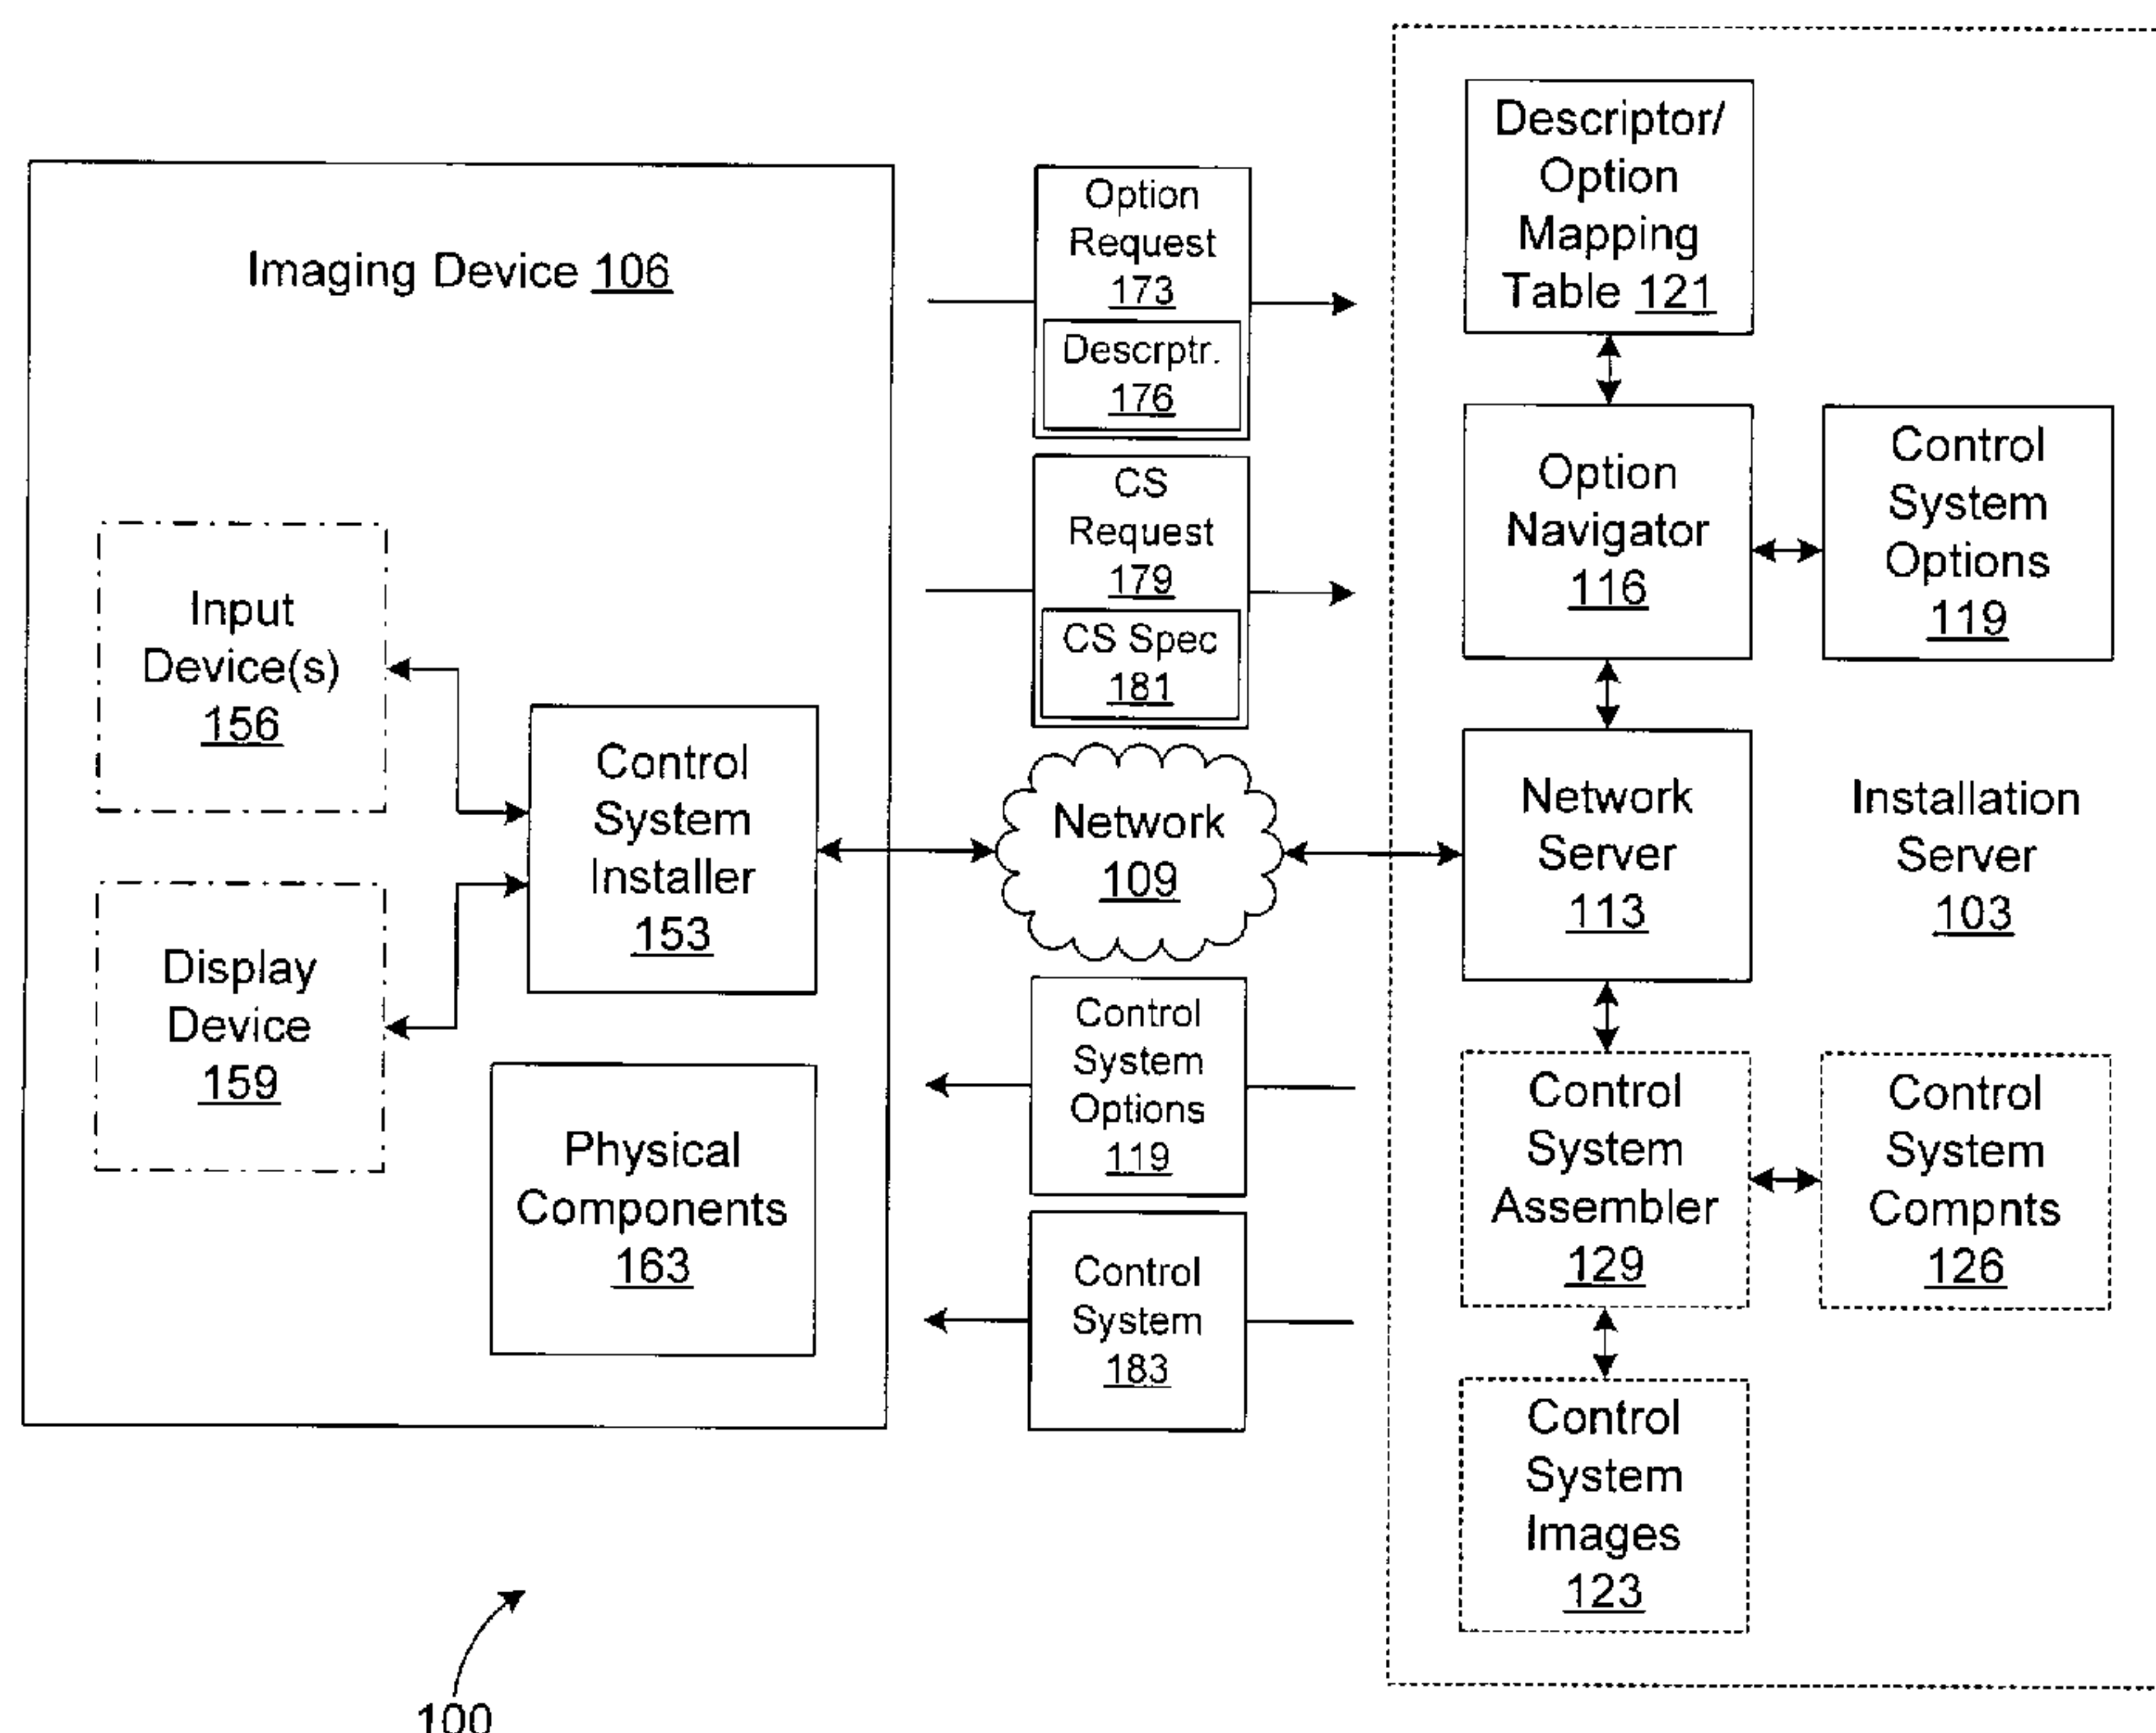 Imaging Device 106
Input
Device(s)
156
Display
Device
159
Control
System
Installer
153
Physical
Components
163
Option
Request
173
Descrptr.
176
CS
Request
179
CS Spec
181
Network
109
Control
System
Options
119
Control
System
183
Descriptor/
Option
Mapping
Table 121
Option
Navigator
116
Control
System
Options
119
Network
Server
113
Installation
Server
103
Control
System
Assembler
129
Control
System
Compnts
126
Control
System
Images
123
100